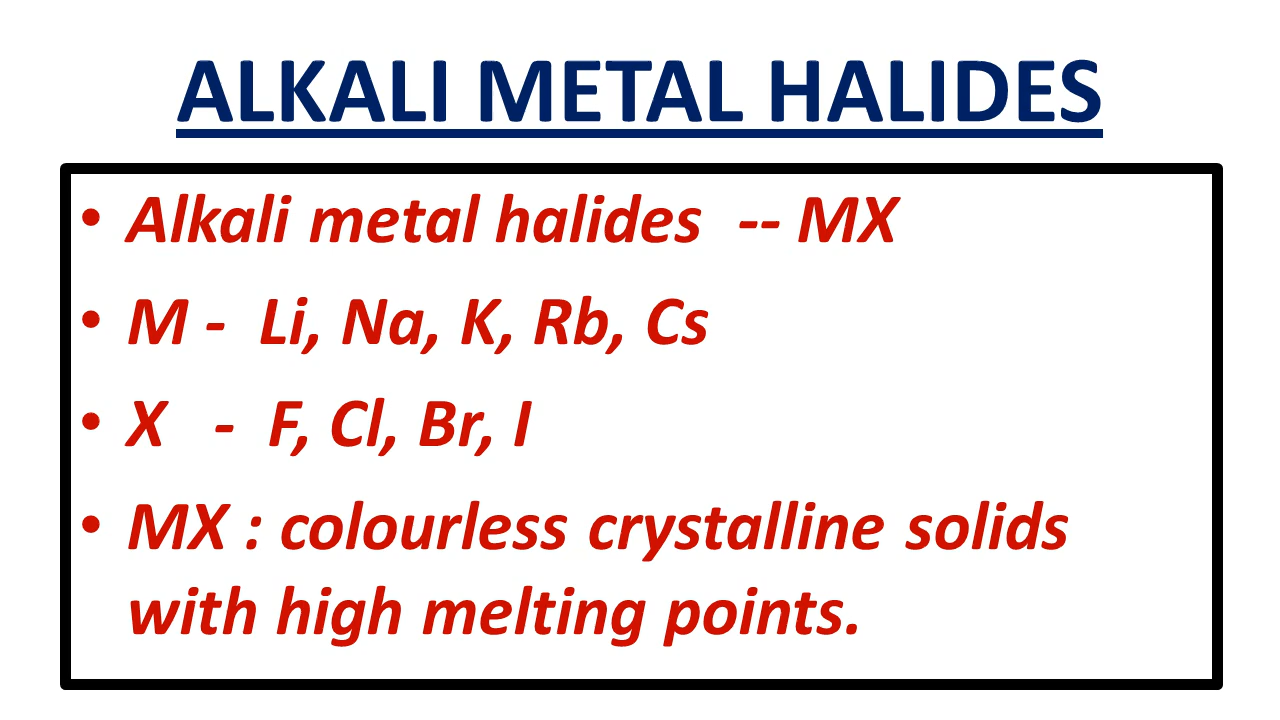 ALKALI METAL HALIDES
• Alkali metal halides -- MX
• M - Li, Na, K, Rb, Cs
• X - F, Cl, Br, I
• MX : colourless crystalline solids
with high melting points.